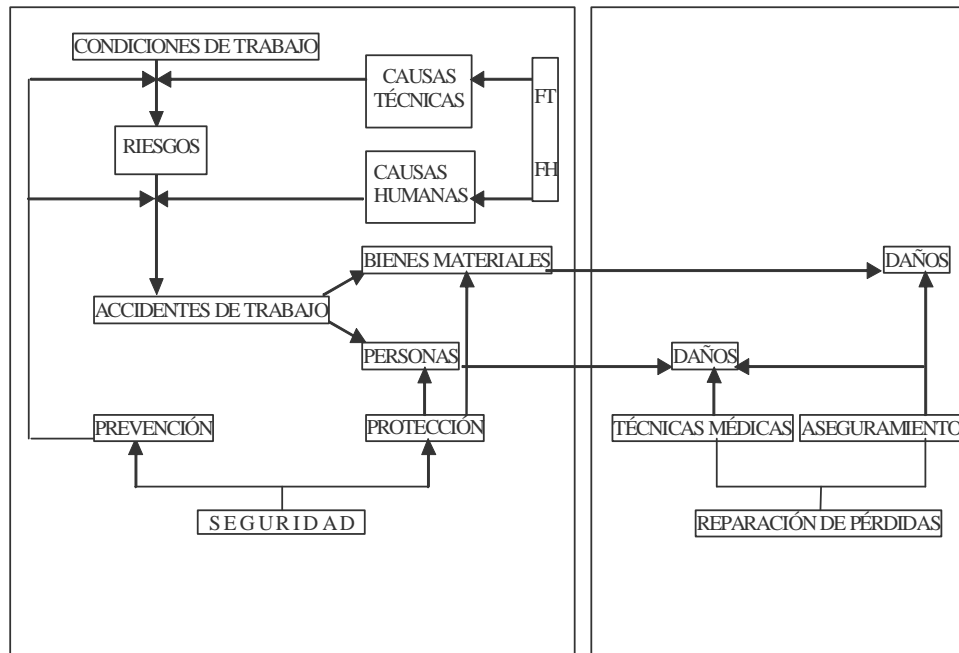 CONDICIONES DE TRABAJO
CAUSAS
TÉCNICAS
FT
RIESGOS
CAUSAS
HUMANAS
FH
BIENES MATERIALES
DAÑOS
ACCIDENTES DE TRABAJO
PERSONAS
DAÑOS
PREVENCIÓN
PROTECCIÓN
TÉCNICAS MÉDICAS
ASEGURAMIENTO
SEGURIDAD
REPARACIÓN DE PÉRDIDAS